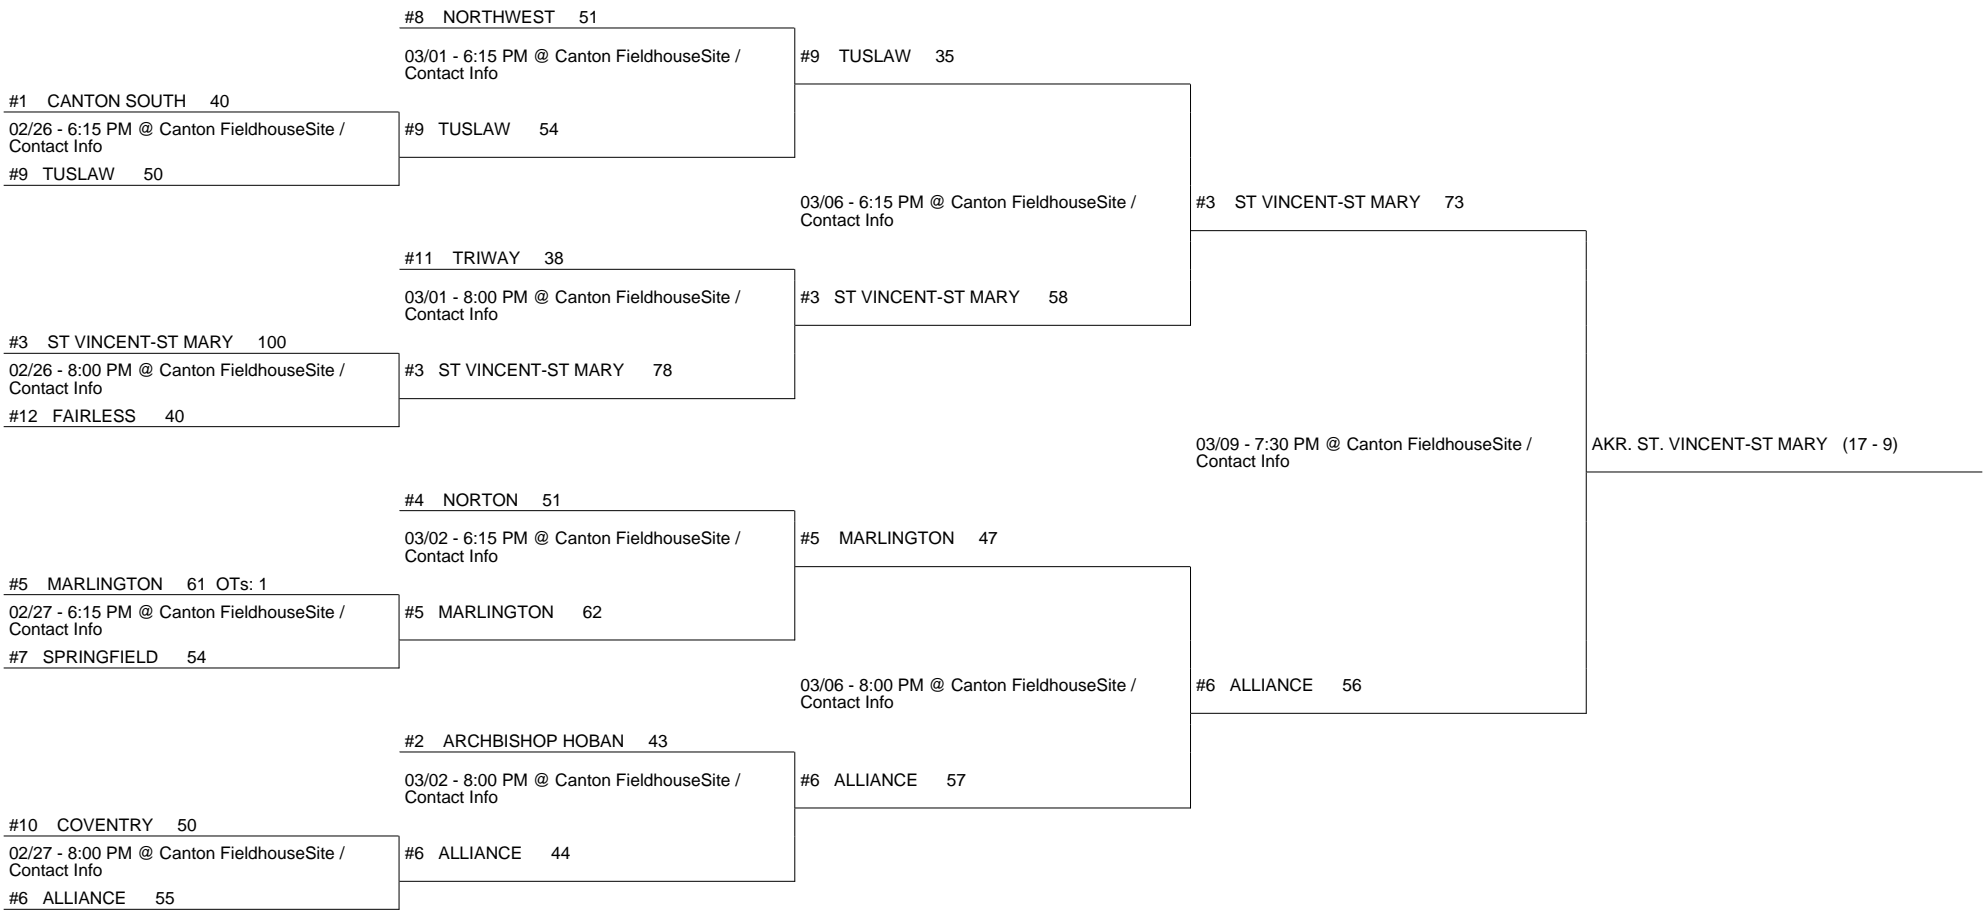 #8 NORTHWEST 51
03/01 - 6:15 PM @ Canton FieldhouseSite /
Contact Info
#9 TUSLAW 35
#1 CANTON SOUTH 40
02/26 - 6:15 PM @ Canton FieldhouseSite /
Contact Info
#9 TUSLAW 54
#9 TUSLAW 50
03/06 - 6:15 PM @ Canton FieldhouseSite /
Contact Info
#3 ST VINCENT-ST MARY 73
#11 TRIWAY 38
03/01 - 8:00 PM @ Canton FieldhouseSite /
Contact Info
#3 ST VINCENT-ST MARY 58
#3 ST VINCENT-ST MARY 100
02/26 - 8:00 PM @ Canton FieldhouseSite /
Contact Info
#3 ST VINCENT-ST MARY 78
#12 FAIRLESS 40
03/09 - 7:30 PM @ Canton FieldhouseSite /
Contact Info
AKR. ST. VINCENT-ST MARY (17 - 9)
#4 NORTON 51
03/02 - 6:15 PM @ Canton FieldhouseSite /
Contact Info
#5 MARLINGTON 47
#5 MARLINGTON 61 OTs: 1
02/27 - 6:15 PM @ Canton FieldhouseSite /
Contact Info
#5 MARLINGTON 62
#7 SPRINGFIELD 54
03/06 - 8:00 PM @ Canton FieldhouseSite /
Contact Info
#6 ALLIANCE 56
#2 ARCHBISHOP HOBAN 43
03/02 - 8:00 PM @ Canton FieldhouseSite /
Contact Info
#6 ALLIANCE 57
#10 COVENTRY 50
02/27 - 8:00 PM @ Canton FieldhouseSite /
Contact Info
#6 ALLIANCE 44
#6 ALLIANCE 55